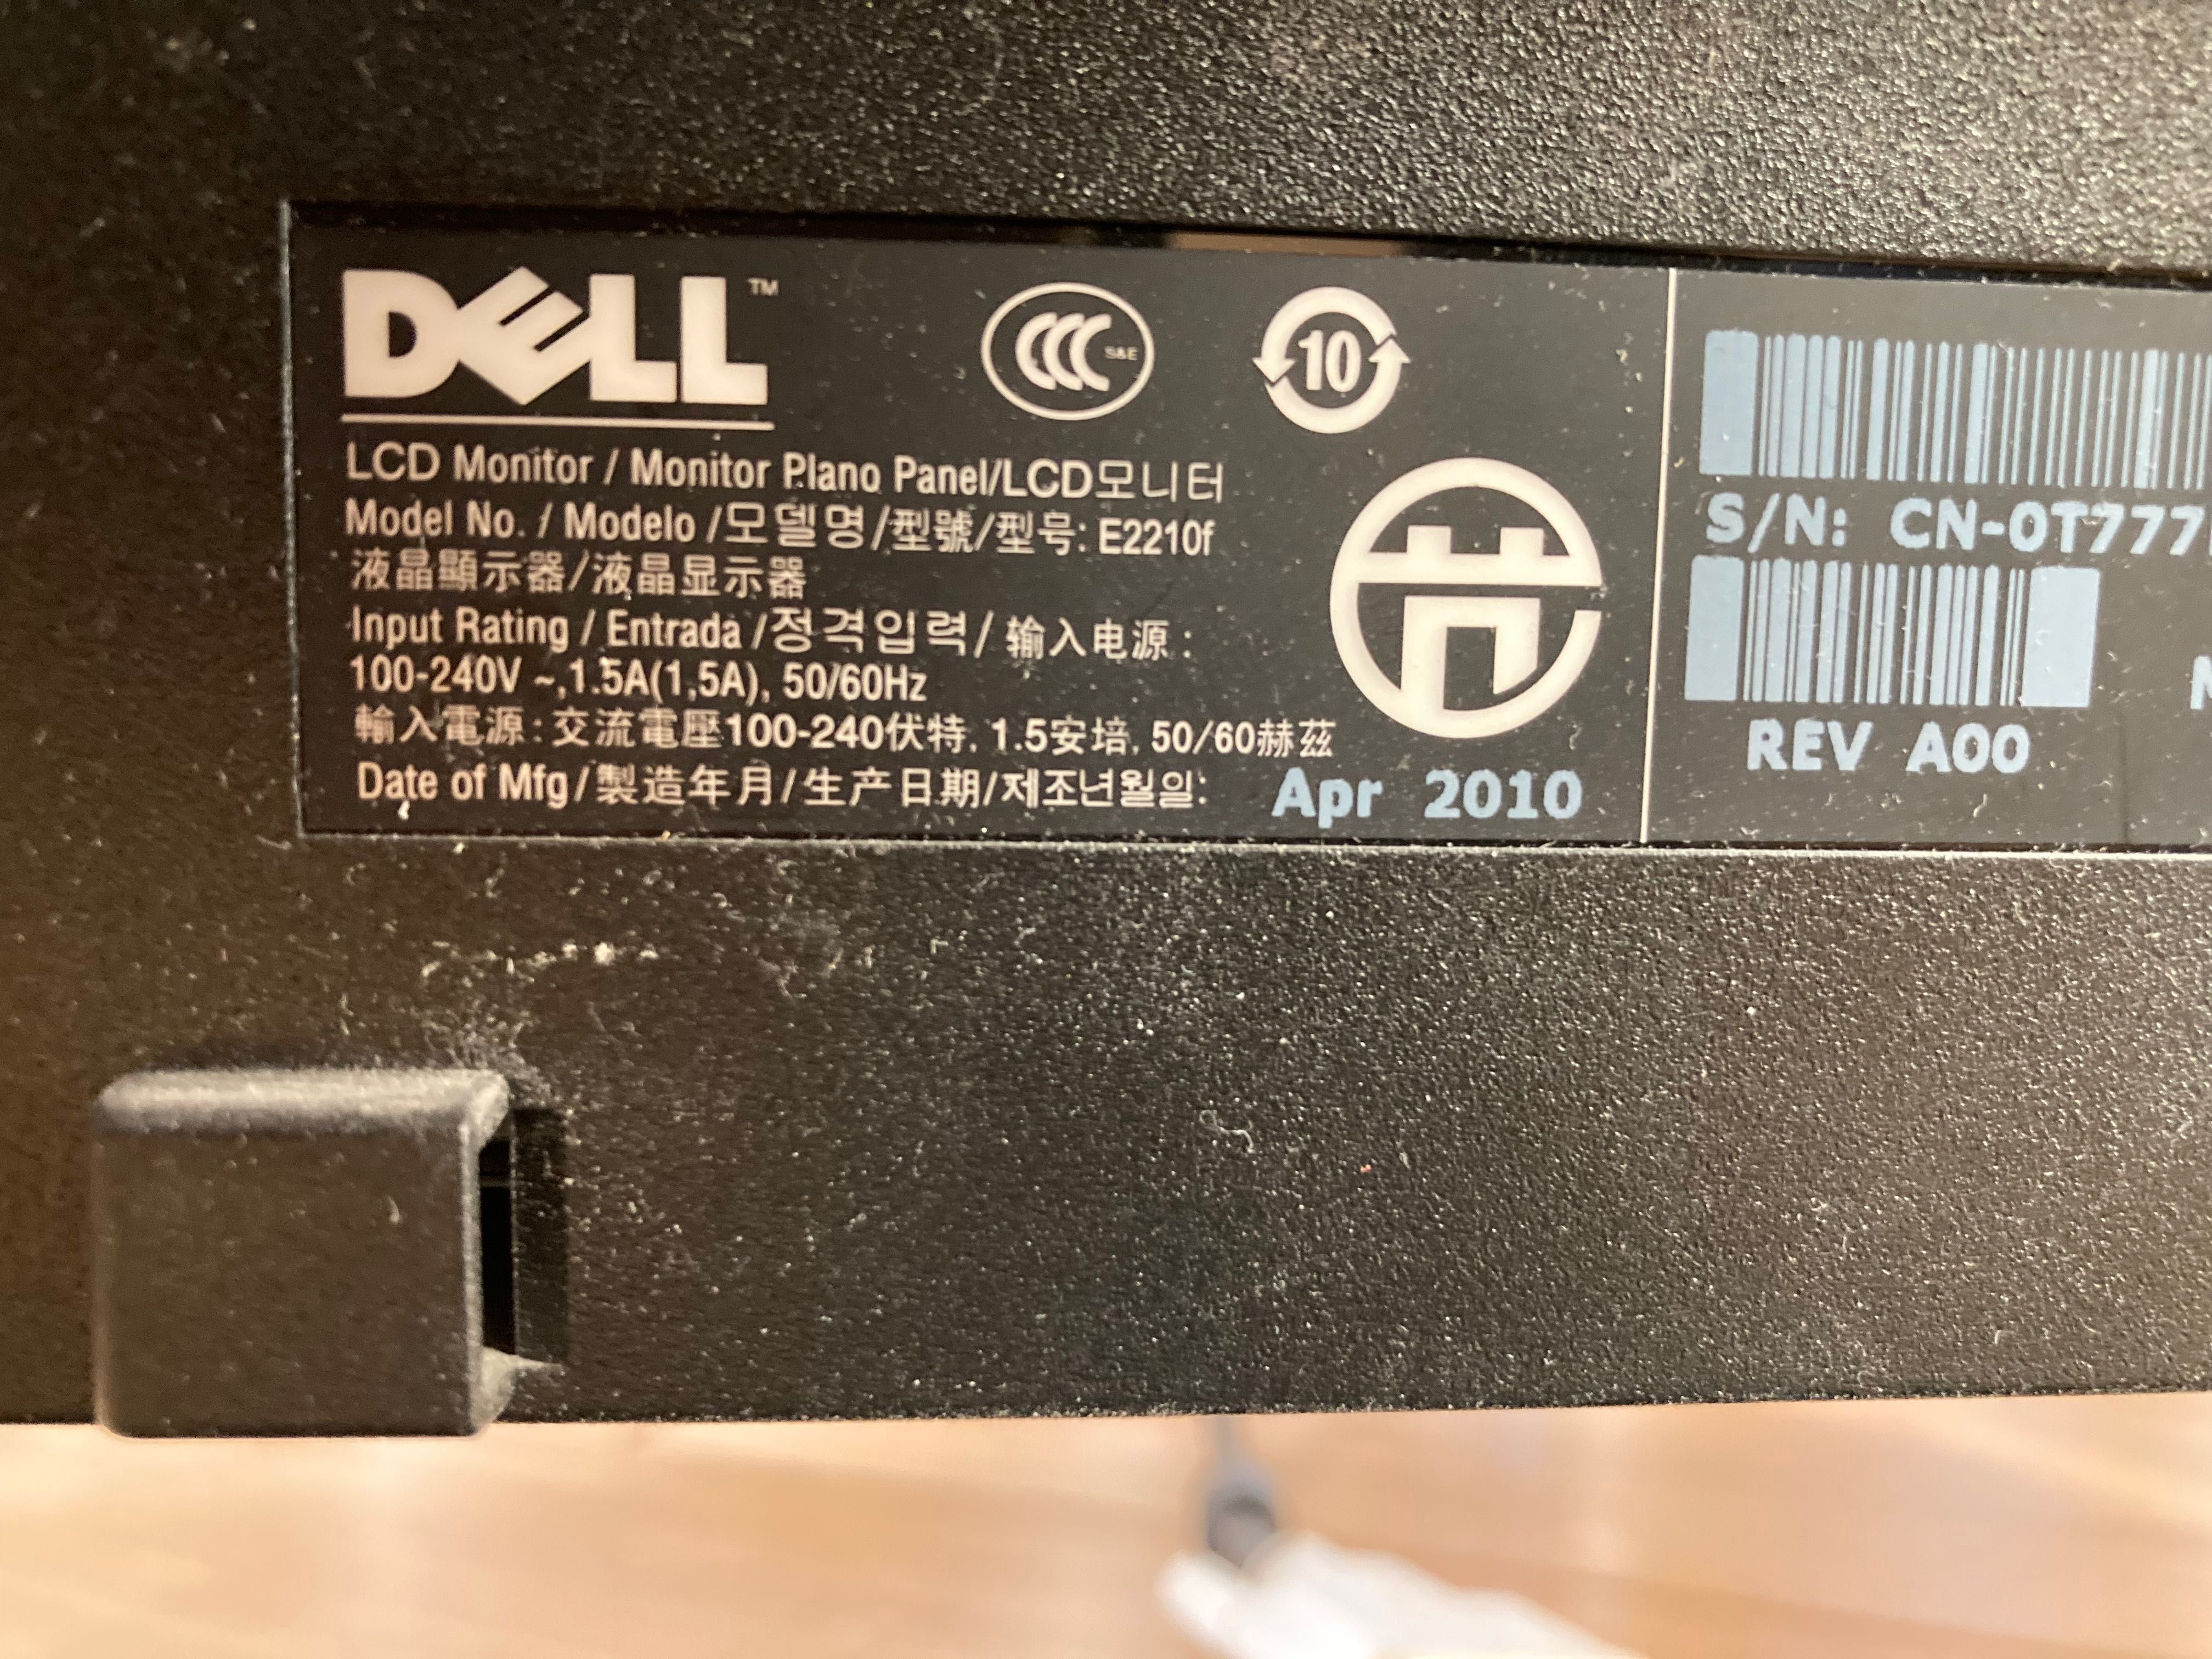 DELL™
CCC S&E
10
LCD Monitor / Monitor Plano Panel/LCD모니터
Model No. / Modelo /모델명/型號/型号: E2210f
液晶顯示器/液晶显示器
Input Rating / Entrada /정격입력/ 输入电源 :
100-240V ~,1.5A(1,5A), 50/60Hz
輸入電源: 交流電壓100-240伏特, 1.5安培, 50/60赫茲
Date of Mfg/製造年月/生产日期/제조년월일: Apr 2010
S/N: CN-0T777
REV A00